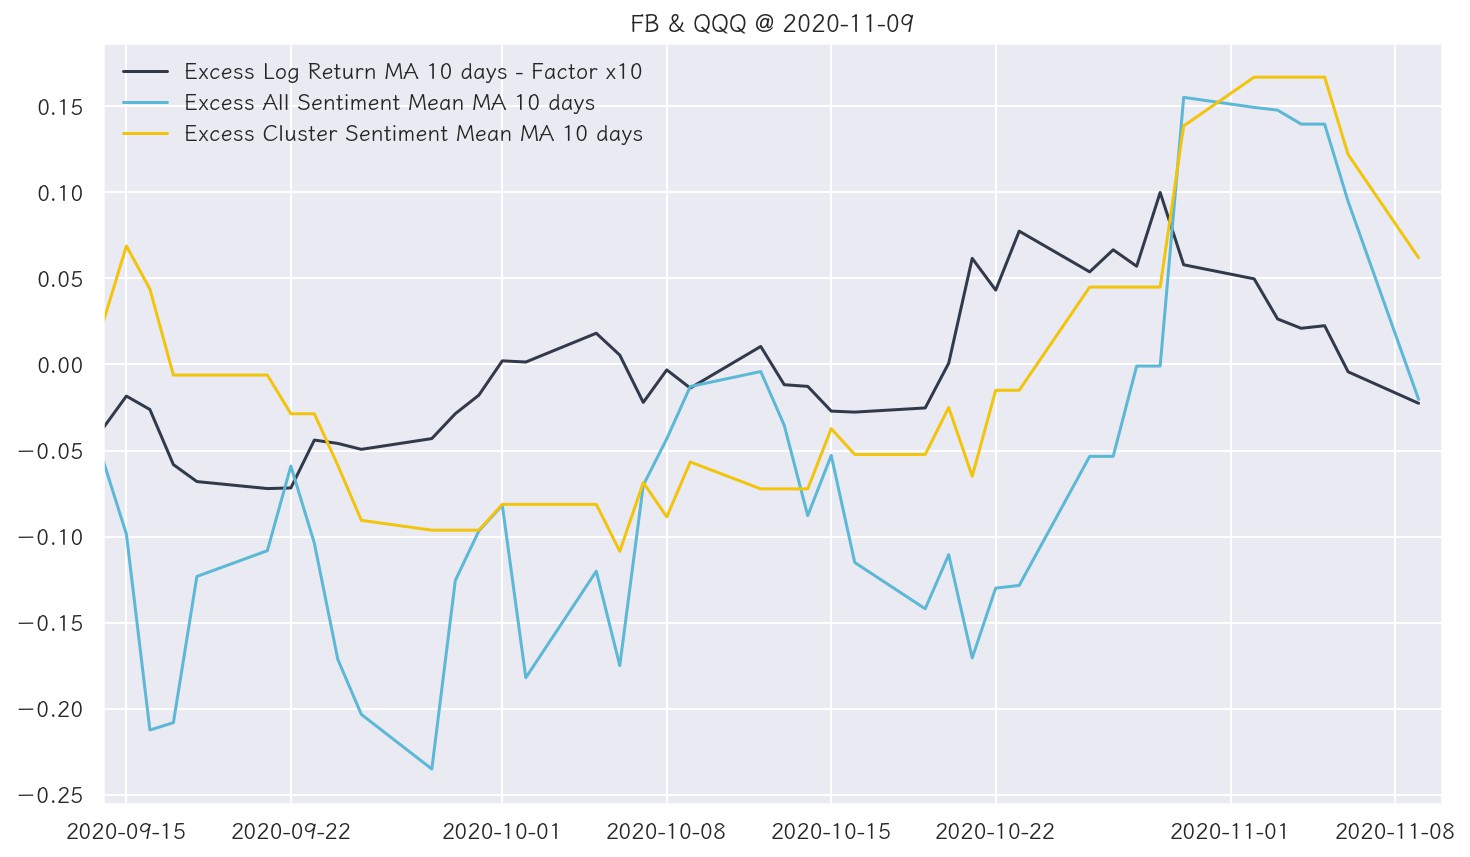 FB & QQQ @ 2020-11-09
Excess Log Return MA 10 days - Factor x10
Excess All Sentiment Mean MA 10 days
Excess Cluster Sentiment Mean MA 10 days
0.15
0.10
0.05
0.00
−0.05
−0.10
−0.15
−0.20
−0.25
2020-09-15 2020-09-22 2020-10-01 2020-10-08 2020-10-15 2020-10-22 2020-11-01 2020-11-08